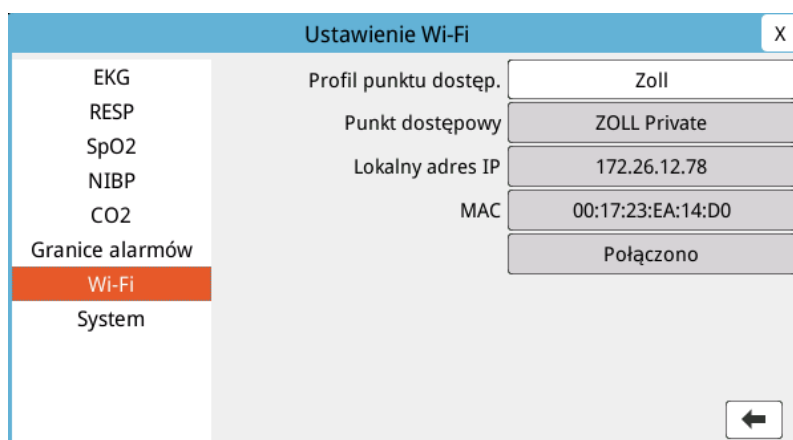 Ustawienie Wi-Fi
X
EKG
RESP
SpO2
NIBP
CO2
Granice alarmów
Wi-Fi
System
Profil punktu dostęp.
Zoll
Punkt dostępowy
ZOLL Private
Lokalny adres IP
172.26.12.78
MAC
00:17:23:EA:14:D0
Połączono